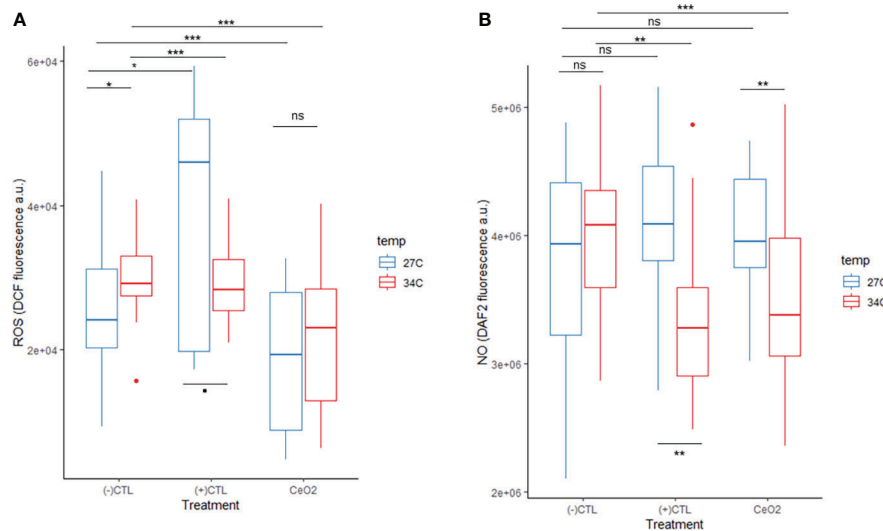 A
***
***
***
*
*
ns
6e+04
4e+04
2e+04
ROS (DCF fluorescence a.u.)
(-)CTL
(+)CTL
CeO2
Treatment
temp
27C
34C
B
***
ns
**
ns
ns
**
**
5e+06
4e+06
3e+06
2e+06
NO (DAF2 fluorescence a.u.)
(-)CTL
(+)CTL
CeO2
Treatment
temp
27C
34C